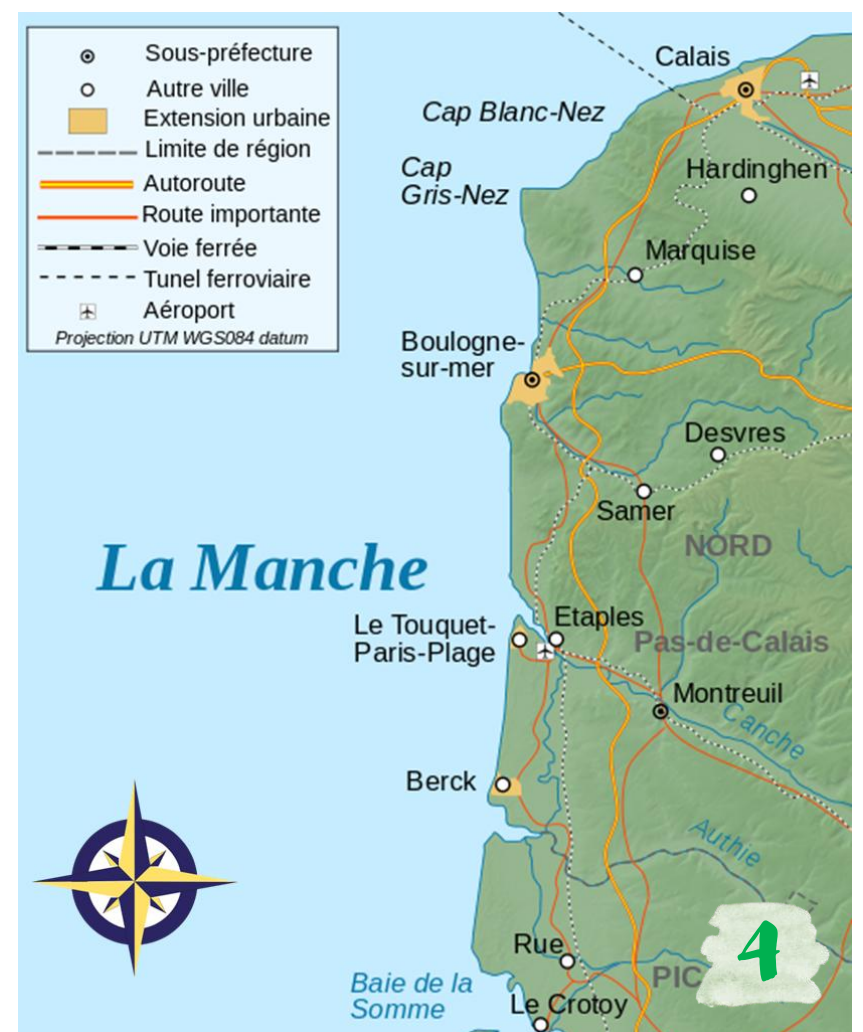 Sous-préfecture
Autre ville
Extension urbaine
Limite de région
Autoroute
Route importante
Voie ferrée
Tunel ferroviaire
Aéroport
Projection UTM WGS084 datum
Calais
Cap Blanc-Nez
Cap
Gris-Nez
Hardinghen
Marquise
Boulogne-
sur-mer
Desvres
Samer
NORD
La Manche
Etaples
Le Touquet-
Paris-Plage
Pas-de-Calais
Montreuil
Canche
Berck
Authie
Rue
PIC
4
Baie de la
Somme
Le Crotoy